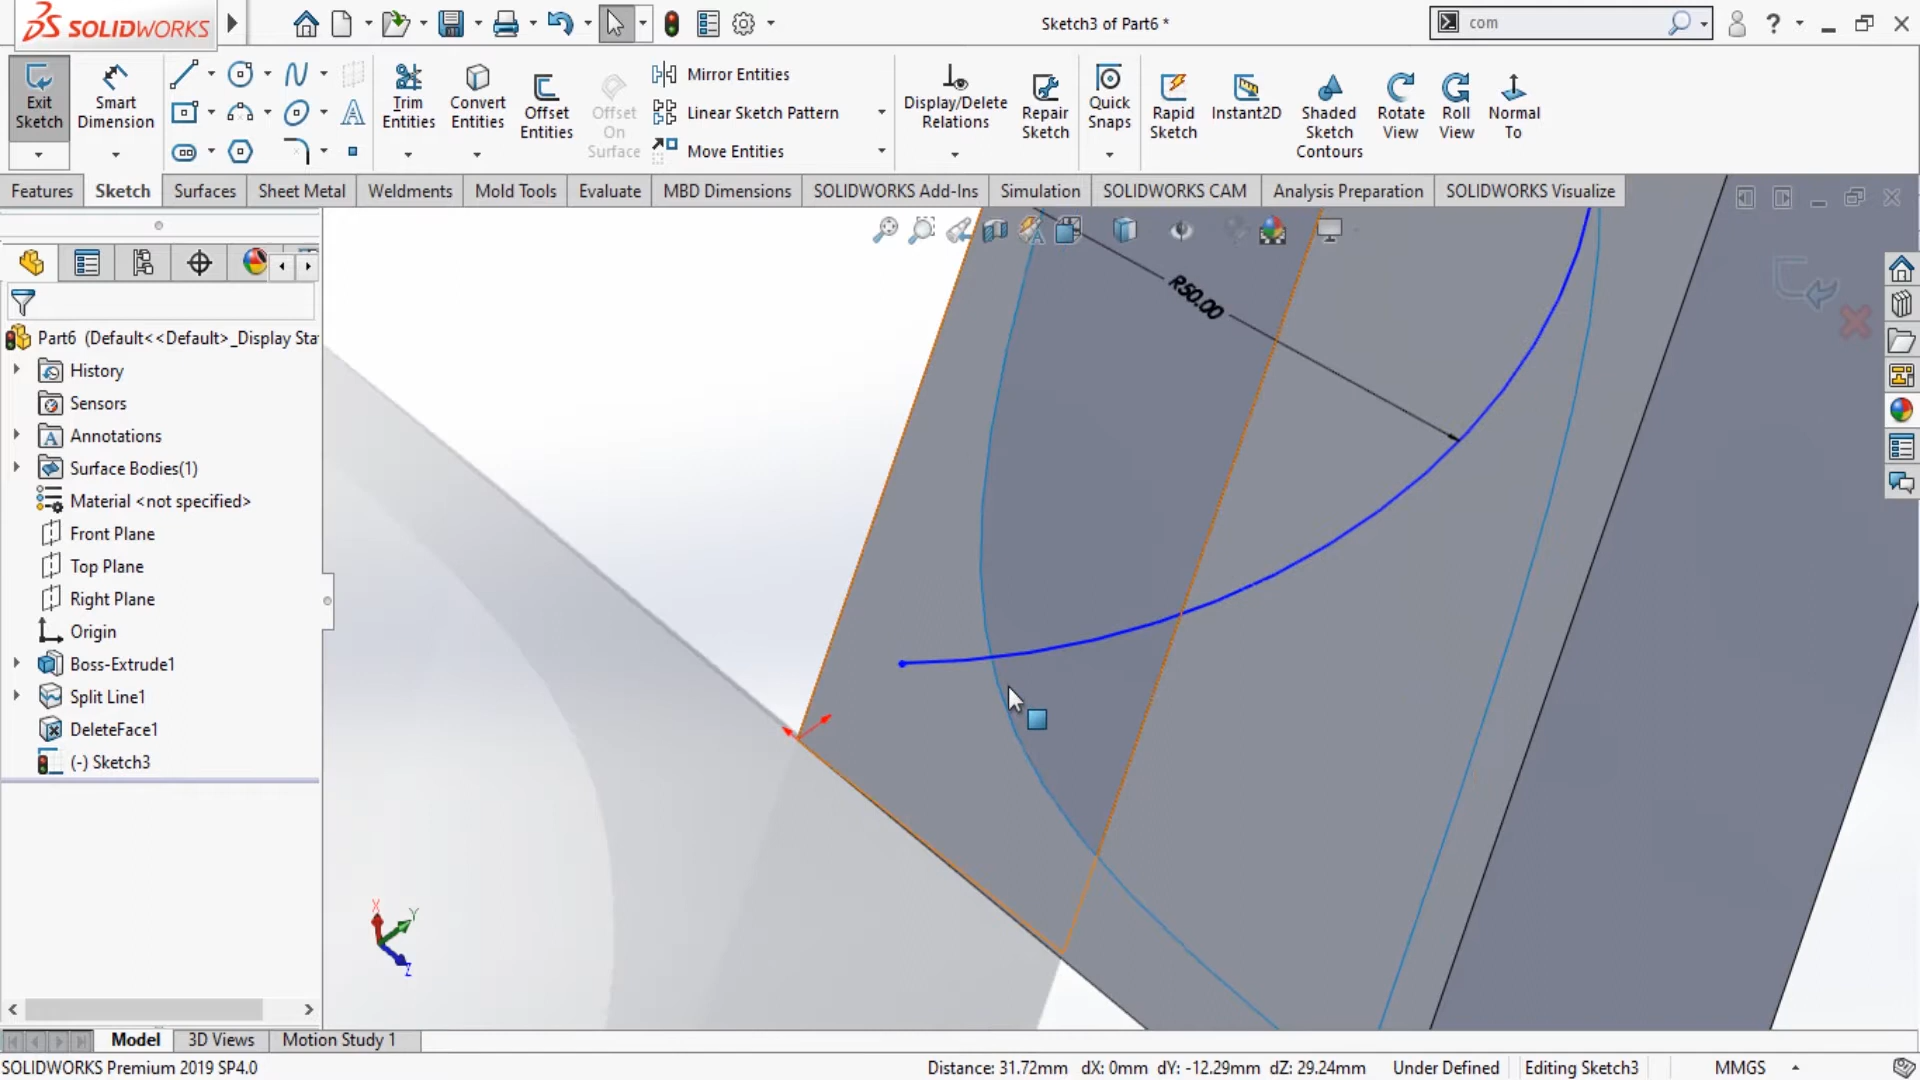 SOLIDWORKS
Sketch3 of Part6 *
com
Exit Sketch
Smart Dimension
Trim Entities
Convert Entities
Offset Entities
Offset On Surface
Mirror Entities
Linear Sketch Pattern
Move Entities
Display/Delete Relations
Repair Sketch
Quick Snaps
Rapid Sketch
Instant2D
Shaded Sketch Contours
Rotate View
Roll View
Normal To
Features
Sketch
Surfaces
Sheet Metal
Weldments
Mold Tools
Evaluate
MBD Dimensions
SOLIDWORKS Add-Ins
Simulation
SOLIDWORKS CAM
Analysis Preparation
SOLIDWORKS Visualize
R50.00
Part6 (Default<<Default>_Display Sta
History
Sensors
Annotations
Surface Bodies(1)
Material <not specified>
Front Plane
Top Plane
Right Plane
Origin
Boss-Extrude1
Split Line1
DeleteFace1
(-) Sketch3
X
Y
Z
Model
3D Views
Motion Study 1
SOLIDWORKS Premium 2019 SP4.0
Distance: 31.72mm dX: 0mm dY: -12.29mm dZ: 29.24mm
Under Defined
Editing Sketch3
MMGS